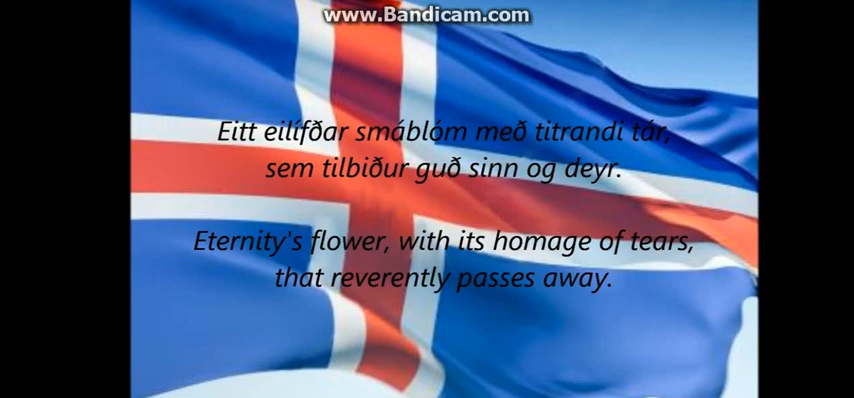 www.Bandicam.com
Eitt eilífðar smáblóm með titrandi tár,
sem tilbiður guð sinn og deyr.
Eternity's flower, with its homage of tears,
that reverently passes away.